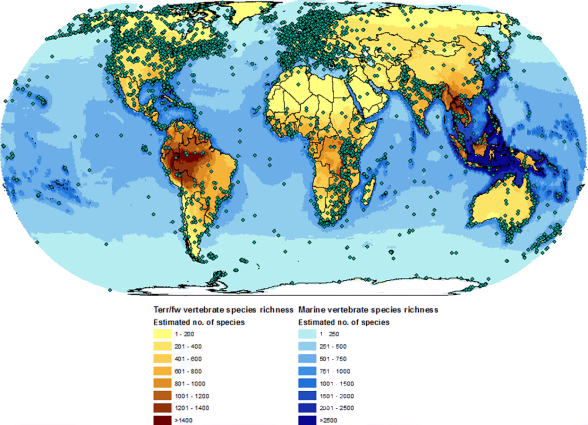 Terr/fw vertebrate species richness
Estimated no. of species
1 - 200
201 - 400
401 - 600
601 - 800
801 - 1000
1001 - 1200
1201 - 1400
>1400
Marine vertebrate species richness
Estimated no. of species
1 250
251 - 500
501 - 750
751 - 1000
1001 - 1500
1501 - 2000
2001 - 2500
>2500